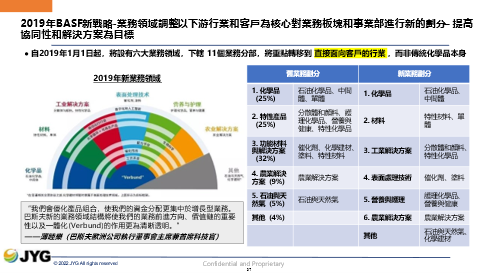 2019年BASF新戰略-業務領域調整以下游行業和客戶為核心對業務板塊和事業部進行新的劃分- 提高
協同性和解決方案為目標
● 自2019年1月1日起，將設有六大業務領域，下轄 11個業務分部，將重點轉移到 直接面向客戶的行業，而非傳統化學品本身
2019年新業務領域
表面處理技術
工業解決方案
營養與护理
材料
農業解決方案
化學品
其他
"Verbund"
“我們會優化產品組合，使我們的資金分配更集中於增長型業務。
巴斯夫新的業務領域結構將使我們的業務前進方向、價值鏈的重要
性以及一體化 (Verbund)的作用更為清晰透明。”
——薄睦樂（巴斯夫歐洲公司執行董事會主席兼首席科技官）
舊業務劃分
新業務劃分
1. 化學品
(25%)
石油化學品、中間
體、單體
1. 化學品
石油化學品、
中間體
2. 特性產品
(25%)
分散體和顏料、護
理化學品、營養與
健康、特性化學品
2. 材料
特性材料、單
體
3. 功能材料
與解決方案
(32%)
催化劑、化學建材、
塗料、特性材料
3. 工業解決方案
分散體和顏料、
特性化學品
4. 農業解決
方案（9%）
農業解決方案
4. 表面處理技術
催化劑、塗料
5. 石油與天
然氣（5%）
石油與天然氣
5. 營養與護理
護理化學品、
營養與健康
其他（4%）
6. 農業解決方案
農業解決方案
其他
石油與天然氣、
化學建材
JYG
© 2022 JYG All rights reserved
Confidential and Proprietary
JYG